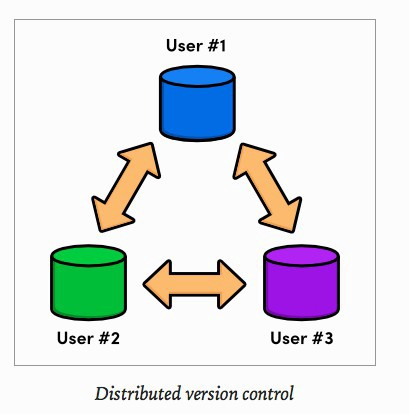 User #1
User #2
User #3
Distributed version control